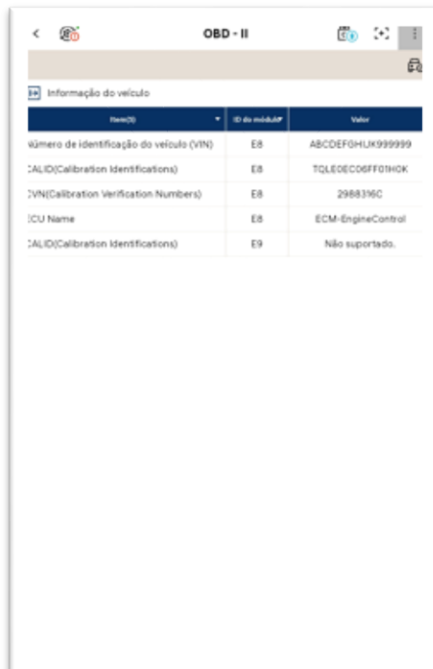 OBD - II
Informação do veículo
Item(s) ID do módulo Valor
Número de identificação do veículo (VIN) E8 ABCDEFGHIJK999999
CALID(Calibration Identifications) E8 TQLE0EC06FF01H0K
CVN(Calibration Verification Numbers) E8 2988316C
ECU Name E8 ECM-EngineControl
CALID(Calibration Identifications) E9 Não suportado.